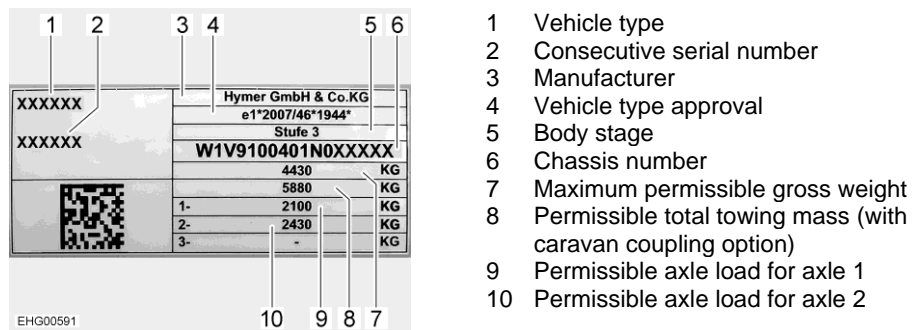 1 2 3 4 5 6
XXXXXX
XXXXXX
Hymer GmbH & Co.KG
e1*2007/46*1944*
Stufe 3
W1V9100401N0XXXXX
4430 KG
5880 KG
1- 2100 KG
2- 2430 KG
3- - KG
EHG00591
10 9 8 7
1 Vehicle type
2 Consecutive serial number
3 Manufacturer
4 Vehicle type approval
5 Body stage
6 Chassis number
7 Maximum permissible gross weight
8 Permissible total towing mass (with
caravan coupling option)
9 Permissible axle load for axle 1
10 Permissible axle load for axle 2